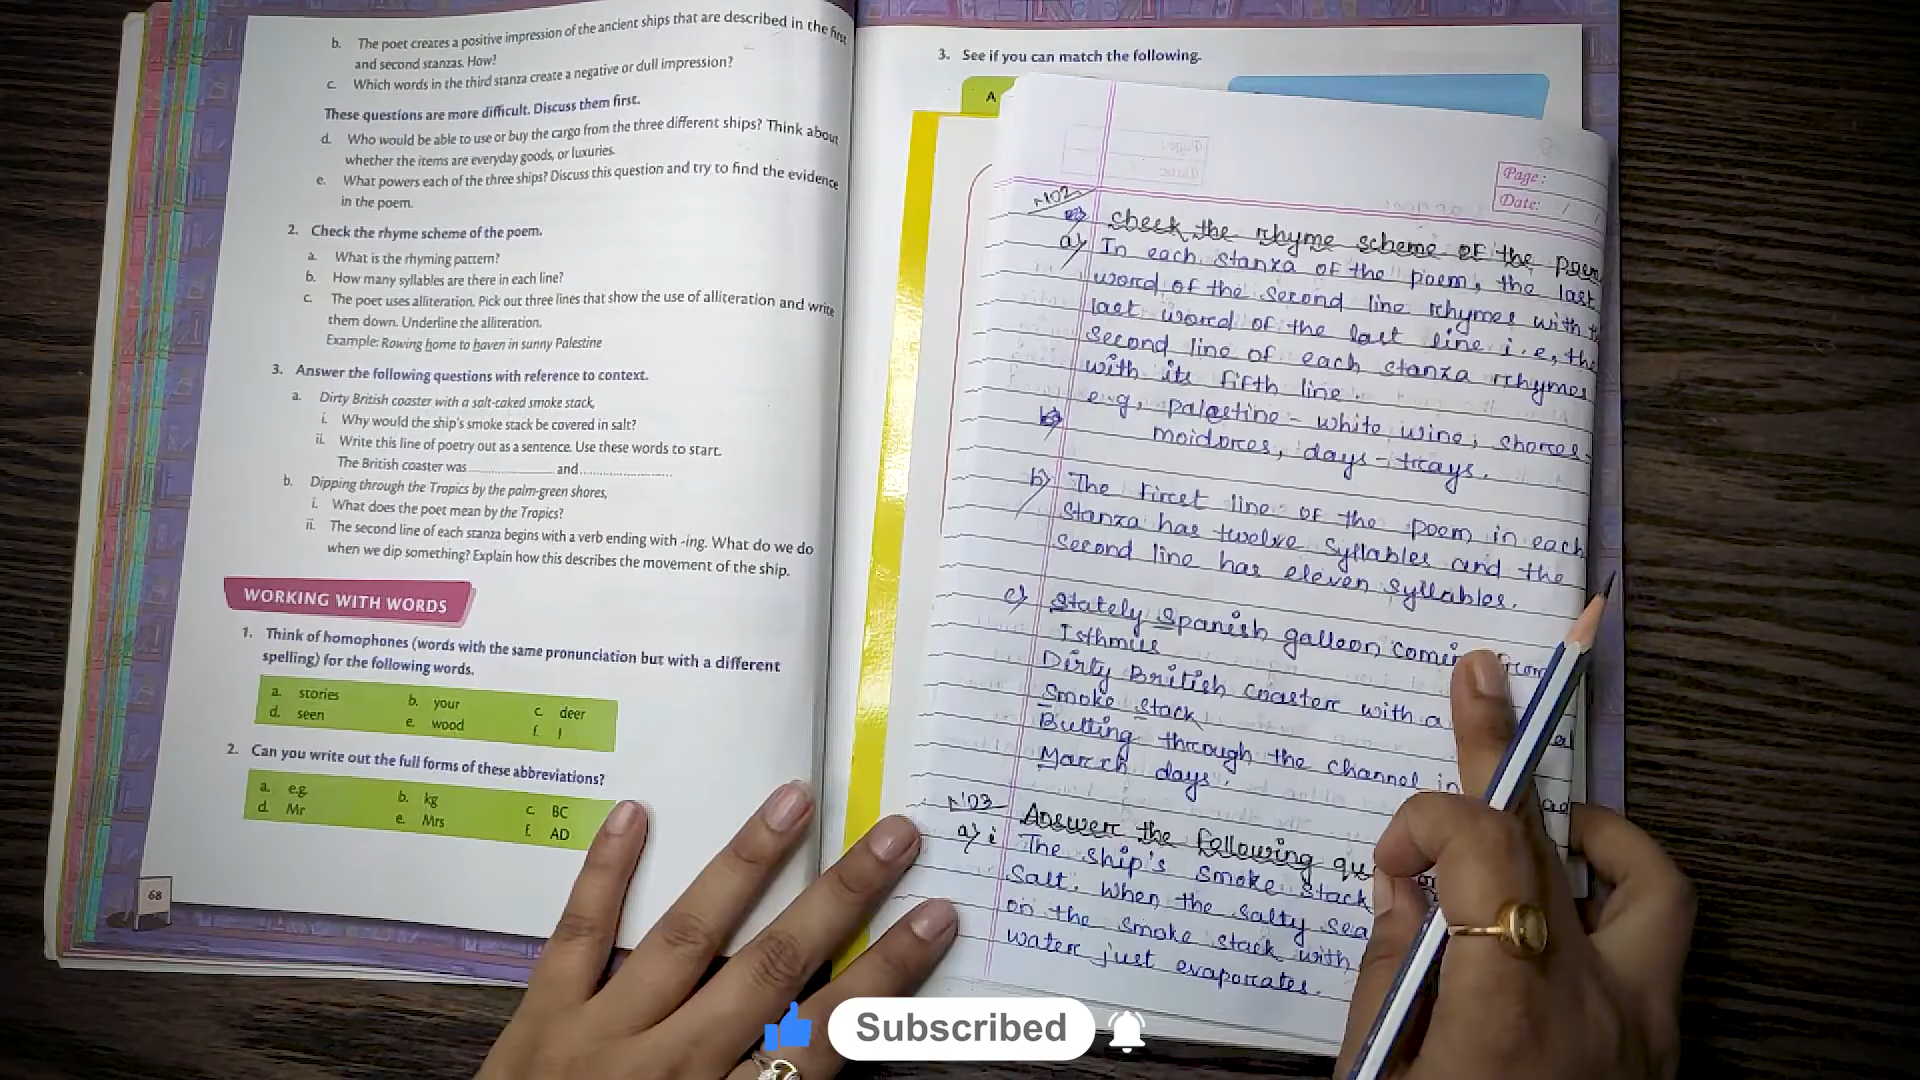 b. The poet creates a positive impression of the ancient ships that are described in the first
and second stanzas. How?
c. Which words in the third stanza create a negative or dull impression?
These questions are more difficult. Discuss them first.
d. Who would be able to use or buy the cargo from the three different ships? Think about
whether the items are everyday goods, or luxuries.
e. What powers each of the three ships? Discuss this question and try to find the evidence
in the poem.
2. Check the rhyme scheme of the poem.
a. What is the rhyming pattern?
b. How many syllables are there in each line?
c. The poet uses alliteration. Pick out three lines that show the use of alliteration and write
them down. Underline the alliteration.
Example: Rowing home to haven in sunny Palestine
3. Answer the following questions with reference to context.
a. Dirty British coaster with a salt-caked smoke stack,
i. Why would the ship's smoke stack be covered in salt?
ii. Write this line of poetry out as a sentence. Use these words to start.
The British coaster was ............... and ...............
b. Dipping through the Tropics by the palm-green shores,
i. What does the poet mean by the Tropics?
ii. The second line of each stanza begins with a verb ending with -ing. What do we do
when we dip something? Explain how this describes the movement of the ship.
WORKING WITH WORDS
1. Think of homophones (words with the same pronunciation but with a different
spelling) for the following words.
a. stories b. your c. deer
d. seen e. wood f. I
2. Can you write out the full forms of these abbreviations?
a. e.g. b. kg c. BC
d. Mr e. Mrs f. AD
68
3. See if you can match the following.
A
Page:
Date: / /
N02
Check the rhyme scheme of the Poem
a) In each stanza of the poem, the last
word of the second line rhymes with
last word of the last line i.e, the
Second line of each stanza rhymes
with its fifth line.
e.g, palestine - white wine, shores-
moidores, days - trays.
b) The first line of the poem in each
Stanza has twelve Syllables and the
Second line has eleven syllables.
c) Stately Spanish galleon coming from
Isthmus
Dirty British coaster with a
Smoke stack
Butting through the channel in
March days.
N03 Answer the following
a) i The ship's smoke stack
Salt. When the salty sea
on the smoke stack with
water just evaporates.
Subscribed